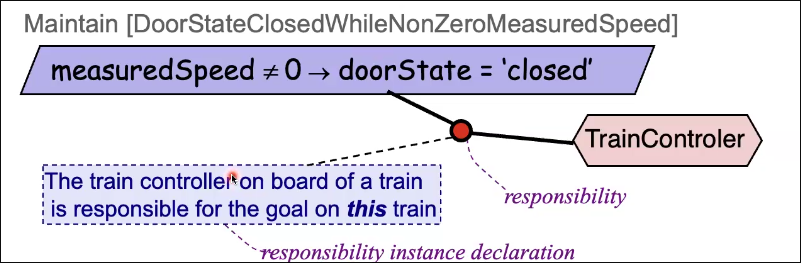 Maintain [DoorStateClosedWhileNonZeroMeasuredSpeed]
measuredSpeed ≠ 0 → doorState = ‘closed’
TrainControler
The train controller on board of a train
is responsible for the goal on this train
responsibility
responsibility instance declaration